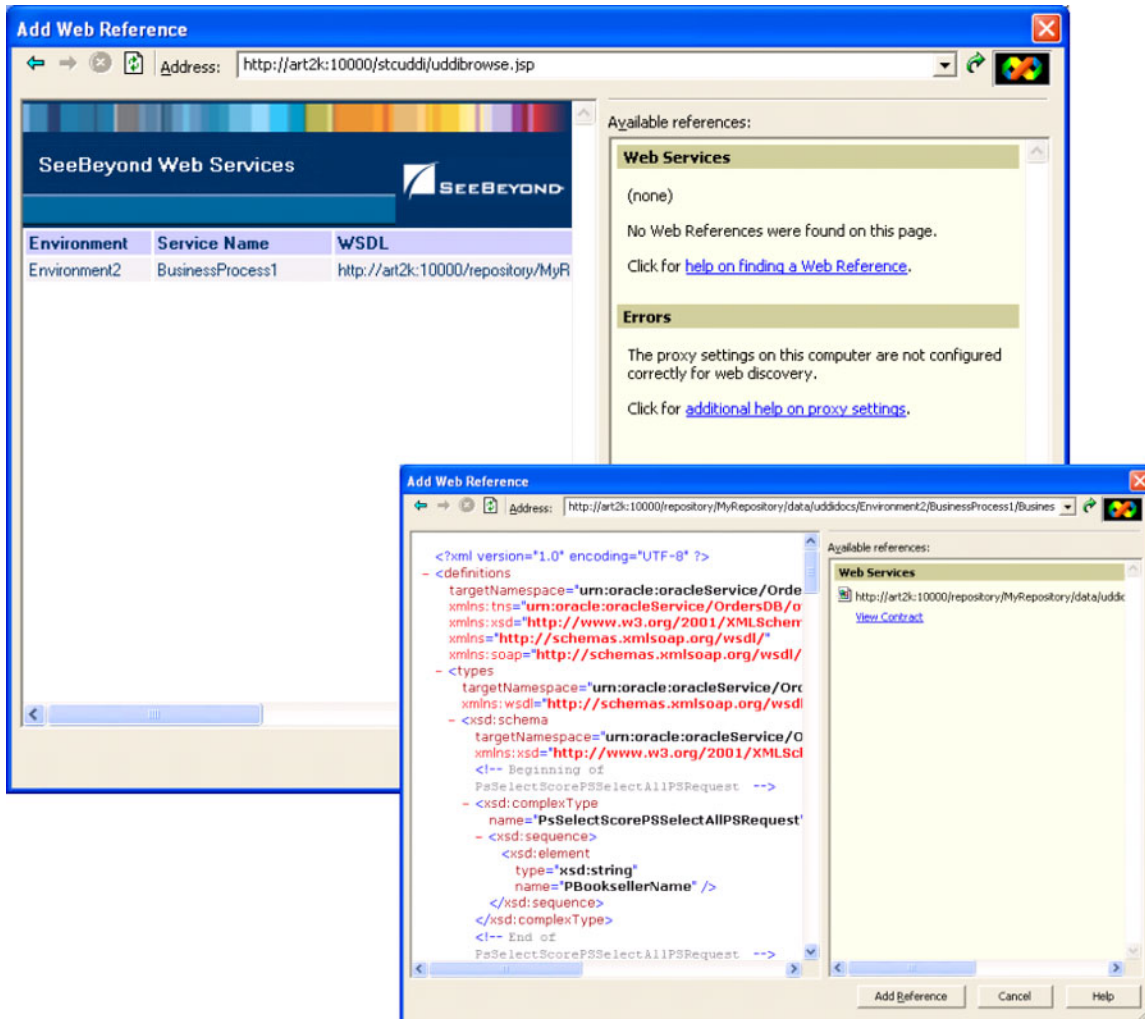 Add Web Reference
Address: http://art2k:10000/stcuddi/uddibrowse.jsp
SeeBeyond Web Services
SEEBEYOND
Environment Service Name WSDL
Environment2 BusinessProcess1 http://art2k:10000/repository/MyR
Available references:
Web Services
(none)
No Web References were found on this page.
Click for help on finding a Web Reference.
Errors
The proxy settings on this computer are not configured
correctly for web discovery.
Click for additional help on proxy settings.
Add Web Reference
Address: http://art2k:10000/repository/MyRepository/data/uddidocs/Environment2/BusinessProcess1/Busines
<?xml version="1.0" encoding="UTF-8" ?>
- <definitions
targetNamespace="urn:oracle:oracleService/Orde
xmlns:tns="urn:oracle:oracleService/OrdersDB/o
xmlns:xsd="http://www.w3.org/2001/XMLSchem
xmlns="http://schemas.xmlsoap.org/wsdl/"
xmlns:soap="http://schemas.xmlsoap.org/wsdl/
- <types
targetNamespace="urn:oracle:oracleService/Orc
xmlns:wsdl="http://schemas.xmlsoap.org/wsdl
- <xsd:schema
targetNamespace="urn:oracle:oracleService/O
xmlns:xsd="http://www.w3.org/2001/XMLScl
<!-- Beginning of
PsSelectScorePSSelectAllPSRequest -->
- <xsd:complexType
name="PsSelectScorePSSelectAllPSRequest"
- <xsd:sequence>
<xsd:element
type="xsd:string"
name="PBooksellerName" />
</xsd:sequence>
</xsd:complexType>
<!-- End of
PsSelectScorePSSelectAllPSRequest -->
Available references:
Web Services
http://art2k:10000/repository/MyRepository/data/uddic
View Contract
Add Reference
Cancel
Help